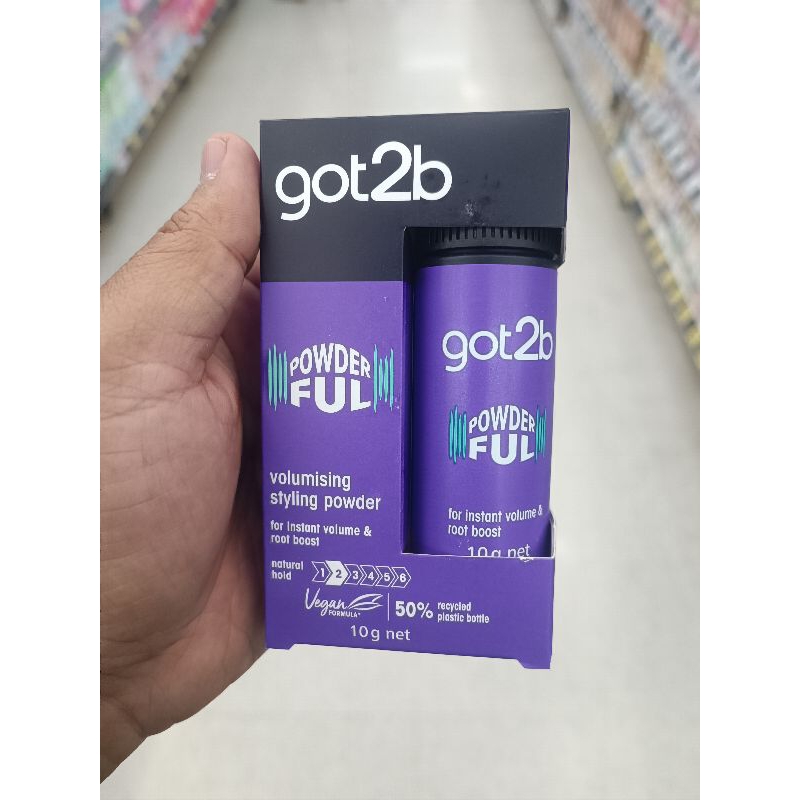 got2b
POWDER
FUL
volumising
styling powder
for instant volume &
root boost
natural
hold
1 2 3 4 5 6
Vegan
FORMULA™
50% recycled
plastic bottle
10g net
got2b
POWDER
FUL
for instant volume &
root boost
10g net